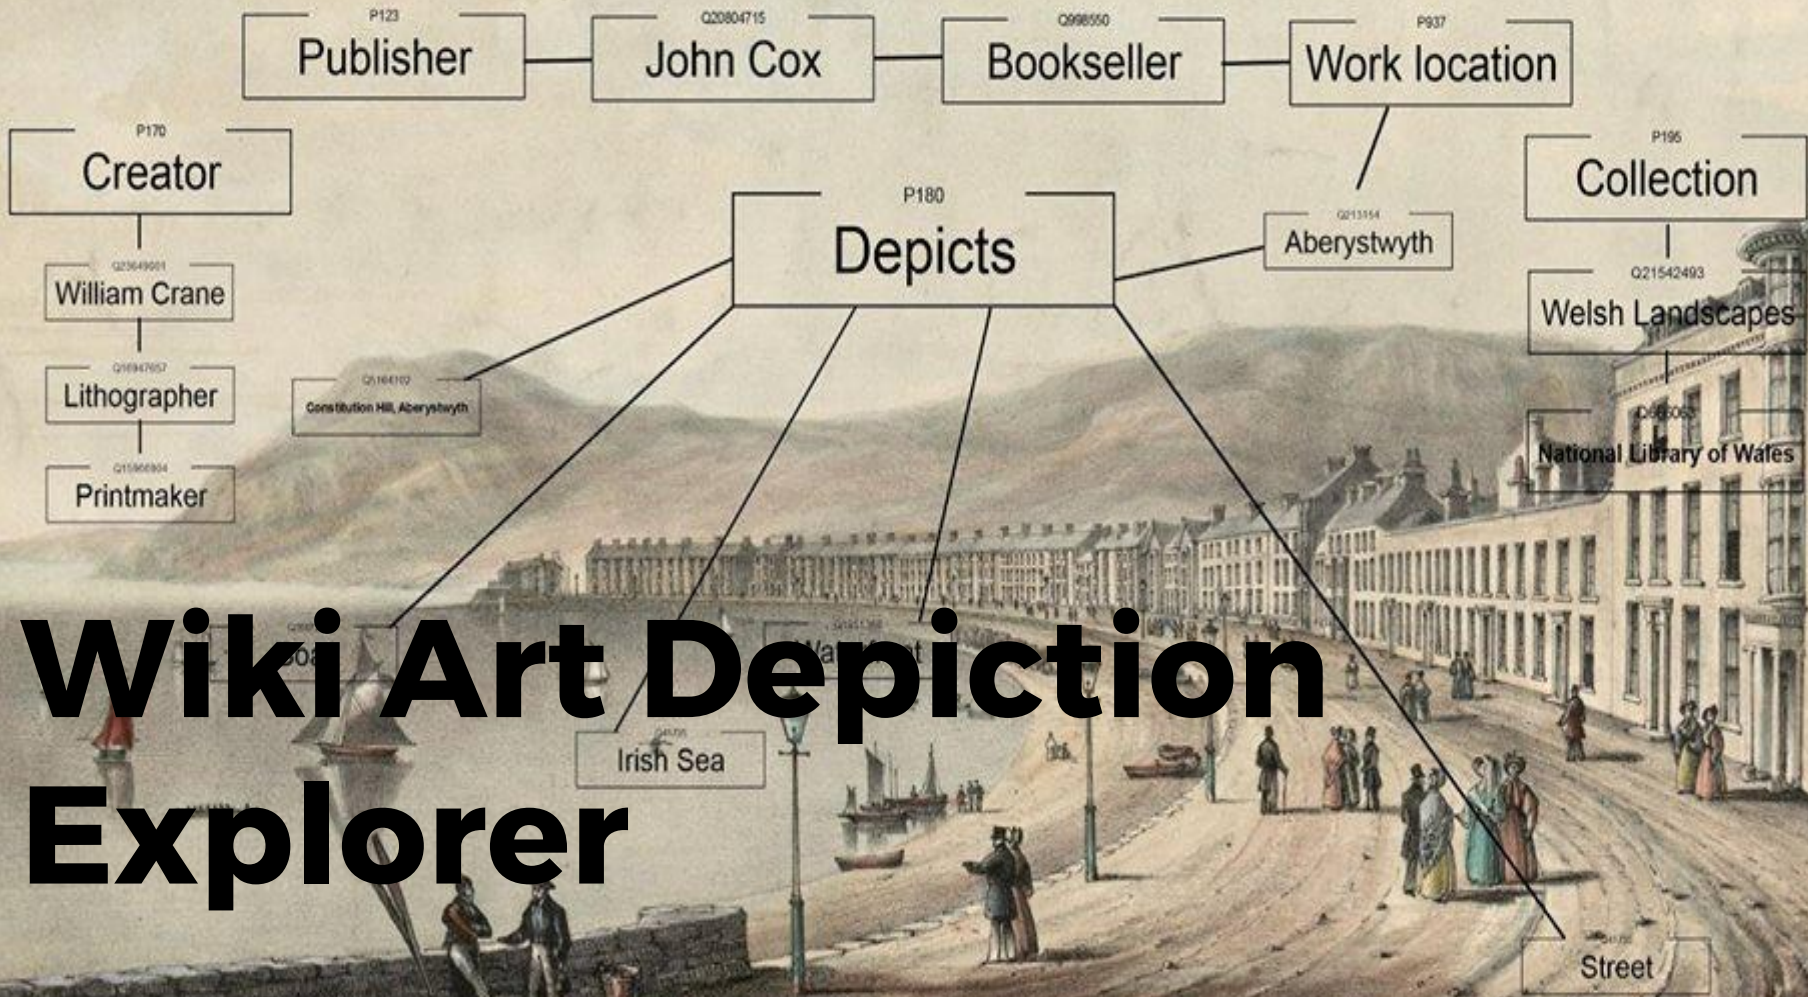 P123
Publisher
Q20804715
John Cox
Q998550
Bookseller
P937
Work location
P170
Creator
P180
Depicts
P195
Collection
Aberystwyth
William Crane
Q21542493
Welsh Landscapes
Lithographer
Constitution Hill, Aberystwyth
National Library of Wales
Printmaker
Wiki Art Depiction
Explorer
Irish Sea
Street